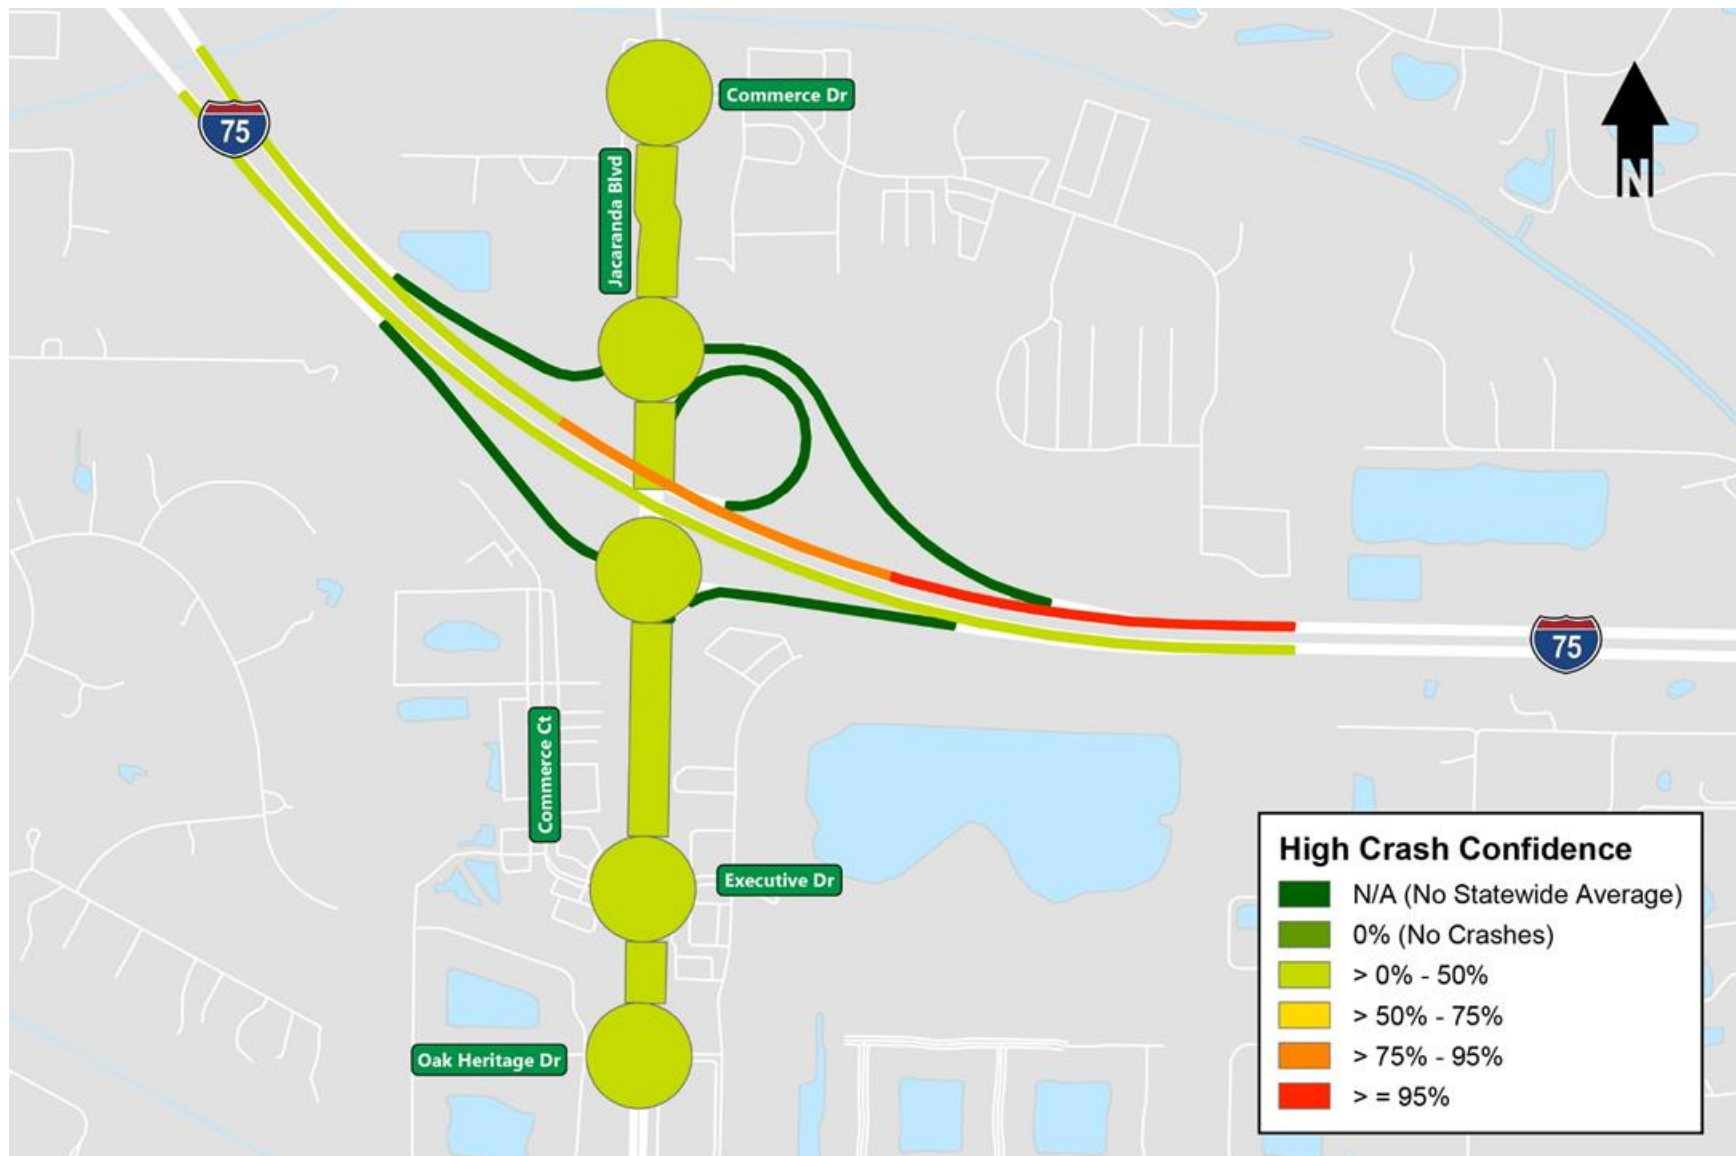 Commerce Dr
75
N
Jacaranda Blvd
75
Commerce Ct
Executive Dr
Oak Heritage Dr
High Crash Confidence
N/A (No Statewide Average)
0% (No Crashes)
> 0% - 50%
> 50% - 75%
> 75% - 95%
> = 95%